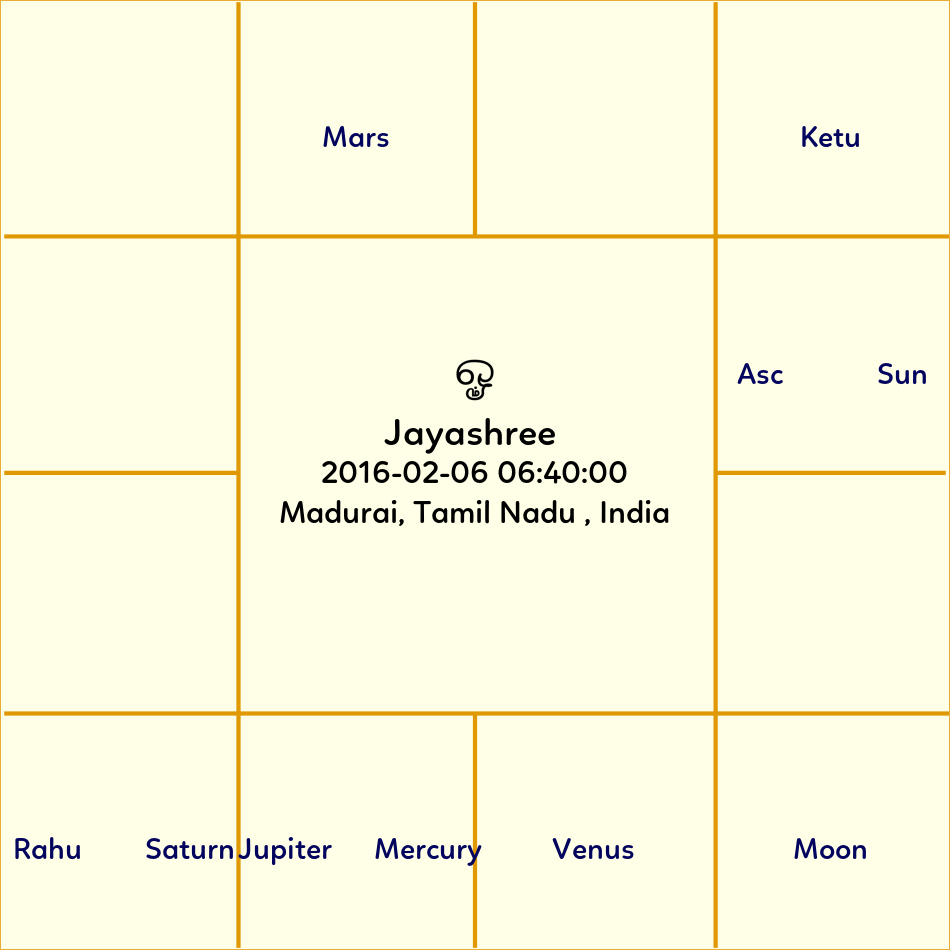 Mars Ketu
ஓம்
Asc Sun
Jayashree
2016-02-06 06:40:00
Madurai, Tamil Nadu , India
Rahu Saturn Jupiter Mercury Venus Moon